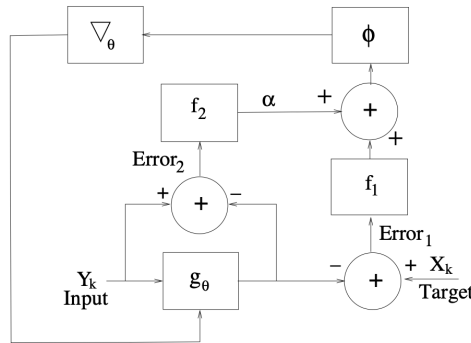 ∇θ
ϕ
f2
α
+
+
+
Error2
f1
+
+
−
Error1
Yk
Input
gθ
−
+
+
Xk
Target